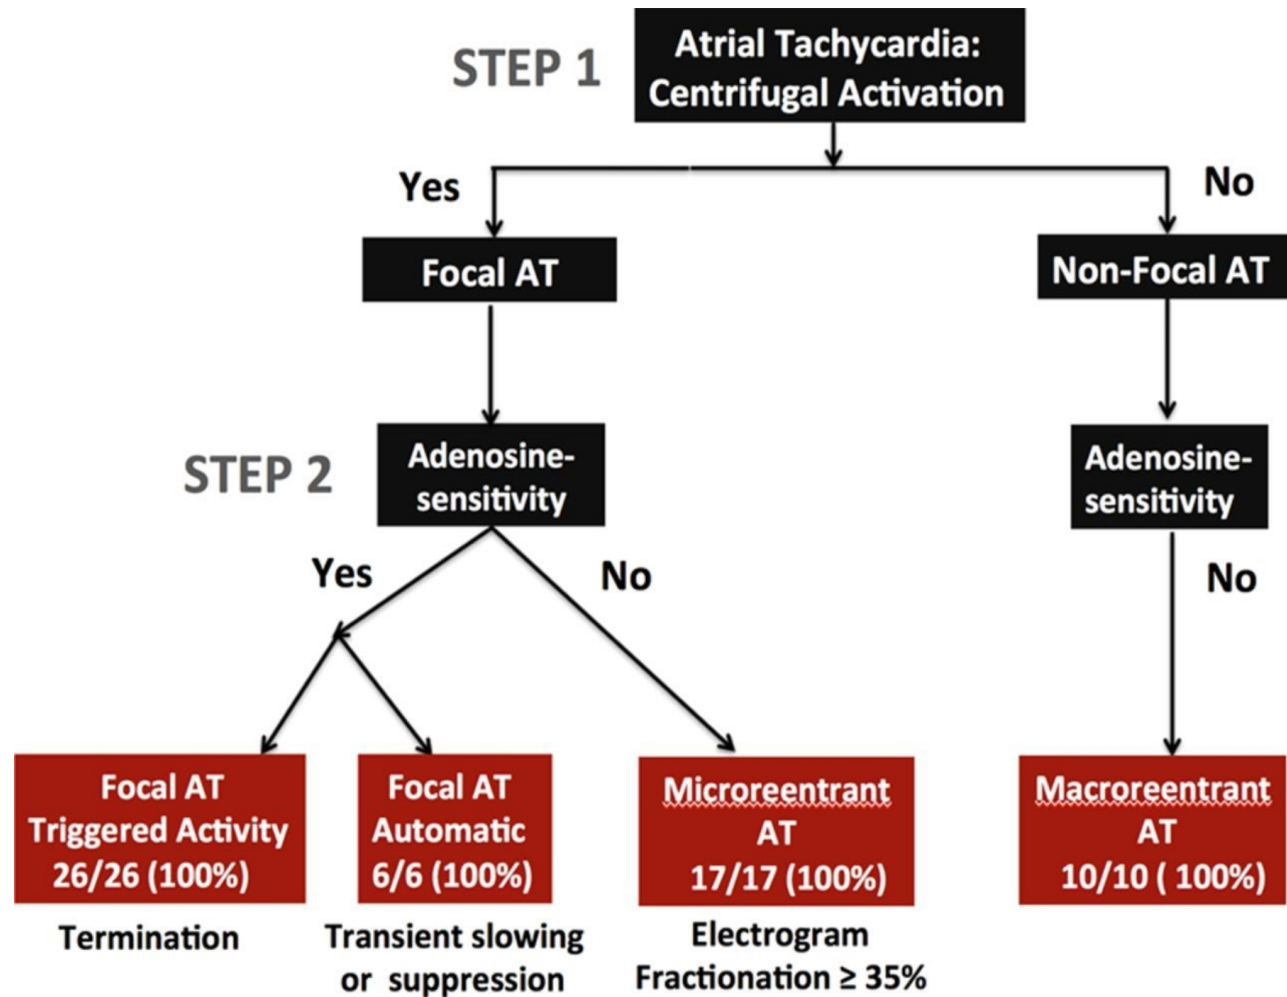 STEP 1
Atrial Tachycardia:
Centrifugal Activation
Yes
No
Focal AT
Non-Focal AT
STEP 2
Adenosine-
sensitivity
Adenosine-
sensitivity
Yes
No
No
Focal AT
Triggered Activity
26/26 (100%)
Termination
Focal AT
Automatic
6/6 (100%)
Transient slowing
or suppression
Microreentrant
AT
17/17 (100%)
Electrogram
Fractionation ≥ 35%
Macroreentrant
AT
10/10 ( 100%)